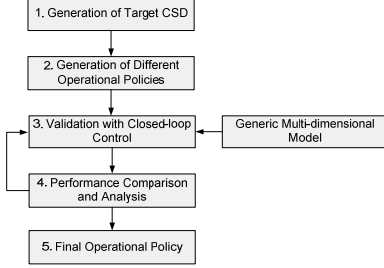 1. Generation of Target CSD
2. Generation of Different
Operational Policies
3. Validation with Closed-loop
Control
Generic Multi-dimensional
Model
4. Performance Comparison
and Analysis
5. Final Operational Policy